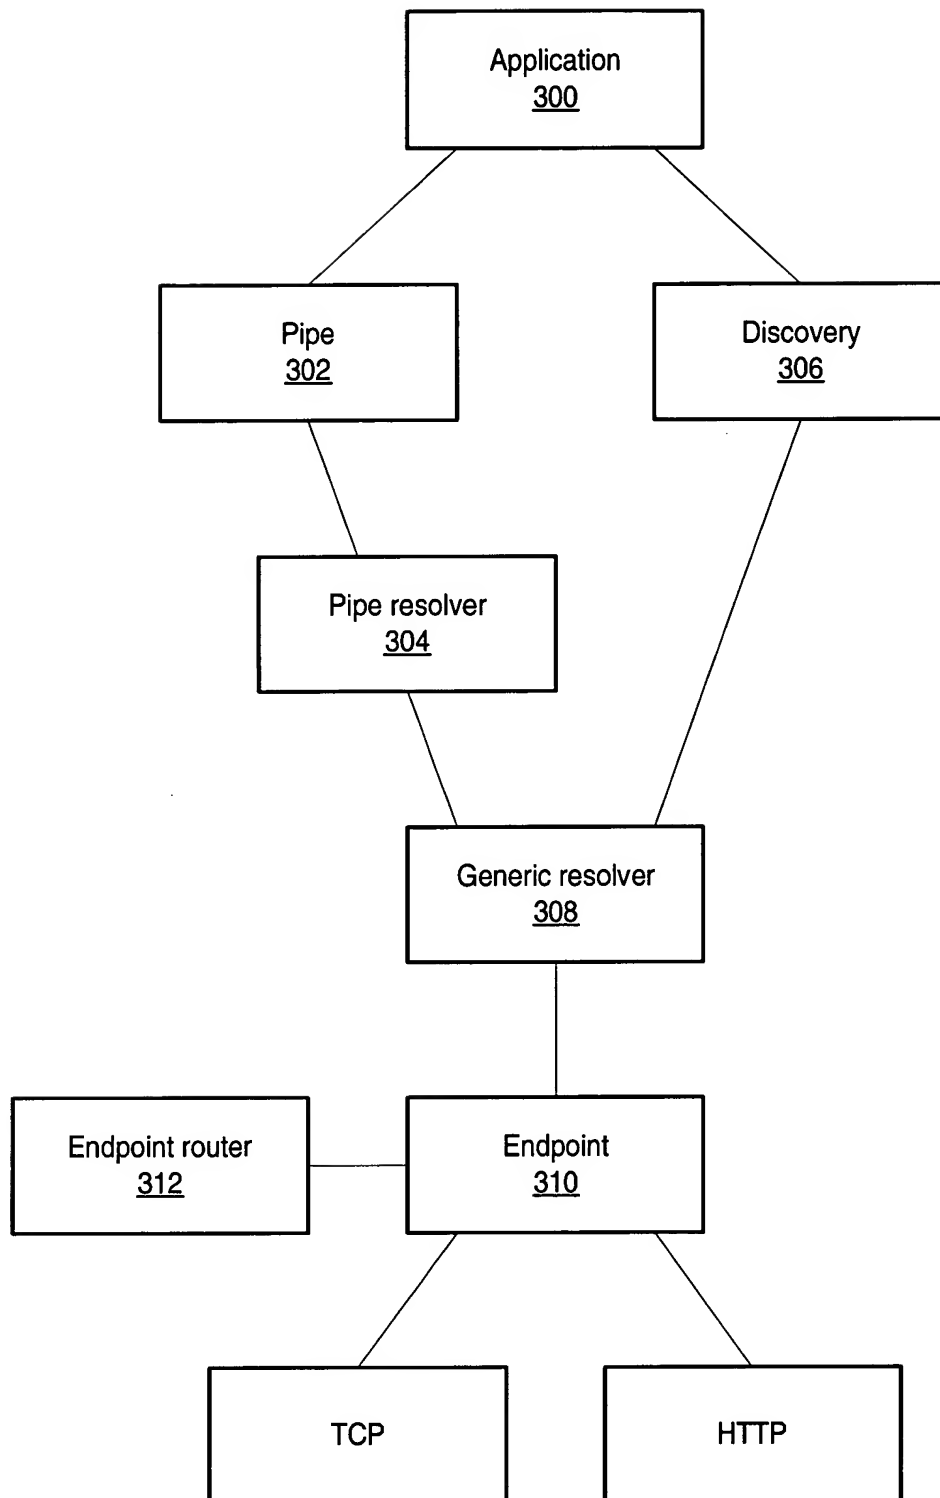 Application
300
Pipe
302
Discovery
306
Pipe resolver
304
Generic resolver
308
Endpoint router
312
Endpoint
310
TCP
HTTP